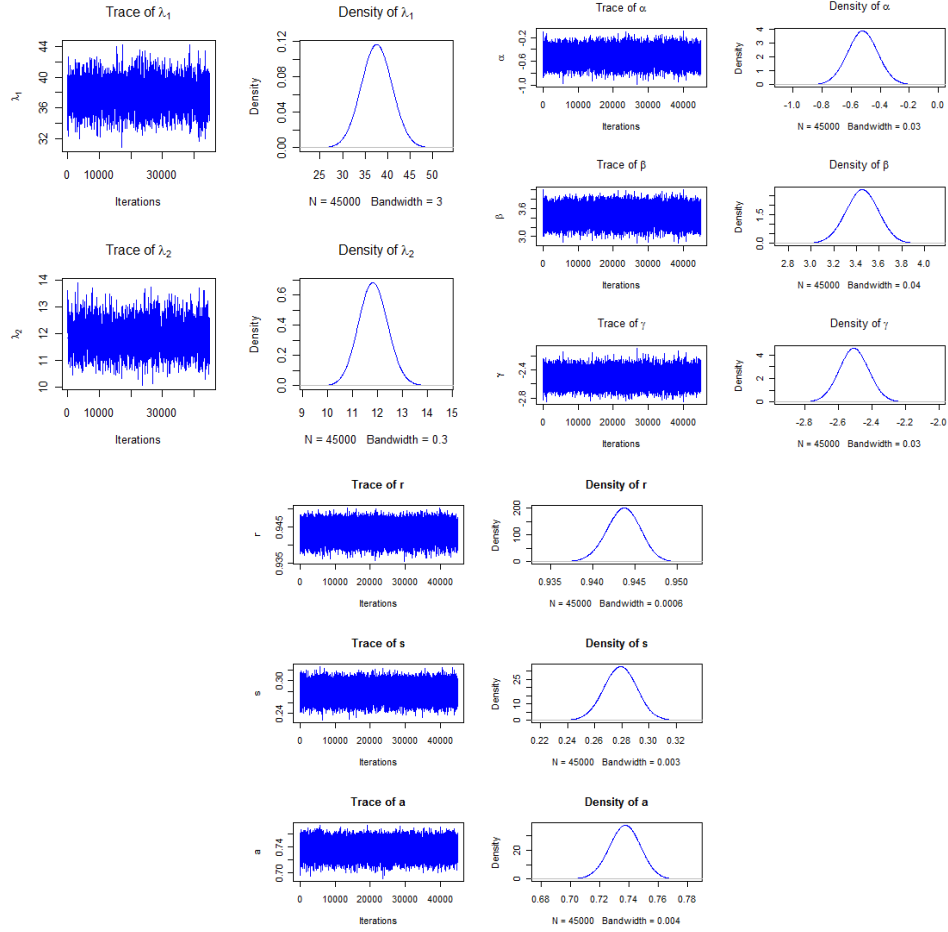 Trace of λ1
44
40
36
32
λ1
0 10000 30000
Iterations
Density of λ1
0.12
0.08
0.04
0.00
Density
25 30 35 40 45 50
N = 45000 Bandwidth = 3
Trace of λ2
14
13
12
11
10
λ2
0 10000 30000
Iterations
Density of λ2
0.6
0.4
0.2
0.0
Density
9 10 11 12 13 14 15
N = 45000 Bandwidth = 0.3
Trace of α
-0.2
-0.6
-1.0
α
0 10000 20000 30000 40000
Iterations
Density of α
4
3
2
1
0
Density
-1.0 -0.8 -0.6 -0.4 -0.2 0.0
N = 45000 Bandwidth = 0.03
Trace of β
3.6
3.0
β
0 10000 20000 30000 40000
Iterations
Density of β
1.5
0.0
Density
2.8 3.0 3.2 3.4 3.6 3.8 4.0
N = 45000 Bandwidth = 0.04
Trace of γ
-2.4
-2.8
γ
0 10000 20000 30000 40000
Iterations
Density of γ
4
2
0
Density
-2.8 -2.6 -2.4 -2.2 -2.0
N = 45000 Bandwidth = 0.03
Trace of r
0.945
0.935
r
0 10000 20000 30000 40000
Iterations
Density of r
200
100
0
Density
0.935 0.940 0.945 0.950
N = 45000 Bandwidth = 0.0006
Trace of s
0.30
0.24
s
0 10000 20000 30000 40000
Iterations
Density of s
25
0
Density
0.22 0.24 0.26 0.28 0.30 0.32
N = 45000 Bandwidth = 0.003
Trace of a
0.74
0.70
a
0 10000 20000 30000 40000
Iterations
Density of a
20
0
Density
0.68 0.70 0.72 0.74 0.76 0.78
N = 45000 Bandwidth = 0.004